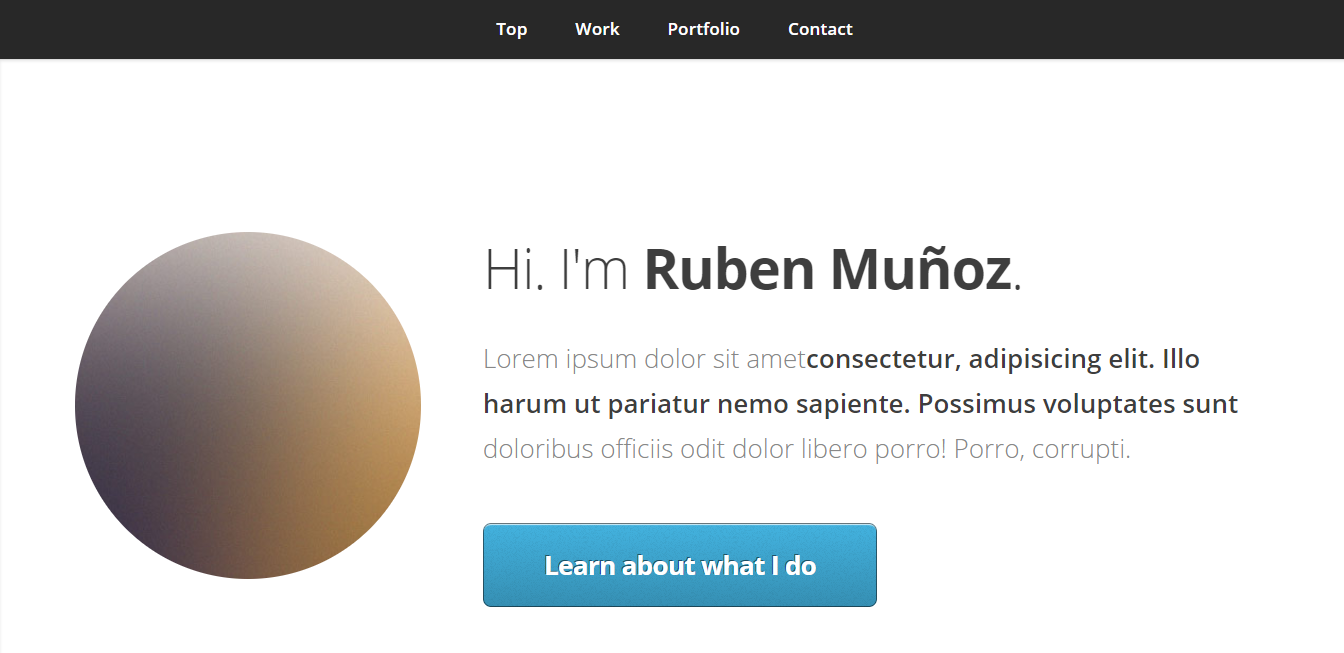 Top Work Portfolio Contact
Hi. I'm Ruben Muñoz.
Lorem ipsum dolor sit ametconsectetur, adipisicing elit. Illo
harum ut pariatur nemo sapiente. Possimus voluptates sunt
doloribus officiis odit dolor libero porro! Porro, corrupti.
Learn about what I do